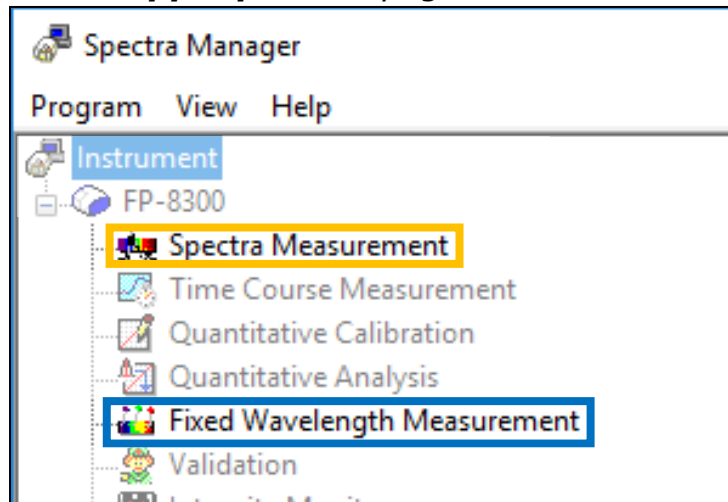 Spectra Manager
Program View Help
Instrument
FP-8300
Spectra Measurement
Time Course Measurement
Quantitative Calibration
Quantitative Analysis
Fixed Wavelength Measurement
Validation